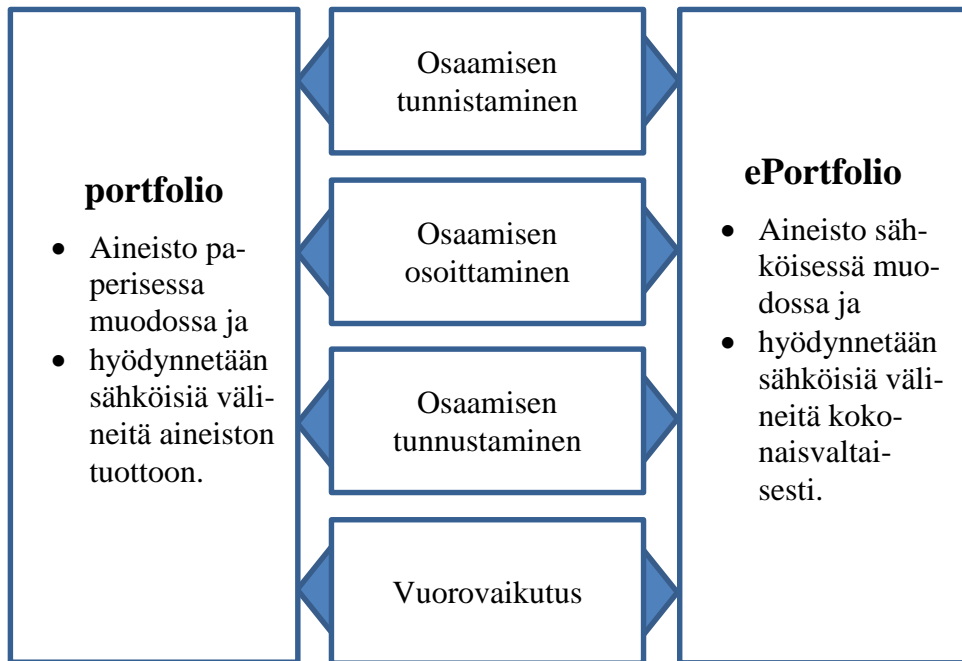 portfolio
• Aineisto pa-
perisessa
muodossa ja
• hyödynnetään
sähköisiä väli-
neitä aineiston
tuottoon.
Osaamisen
tunnistaminen
Osaamisen
osoittaminen
Osaamisen
tunnustaminen
Vuorovaikutus
ePortfolio
• Aineisto säh-
köisessä muo-
dossa ja
• hyödynnetään
sähköisiä väli-
neitä koko-
naisvaltai-
sesti.